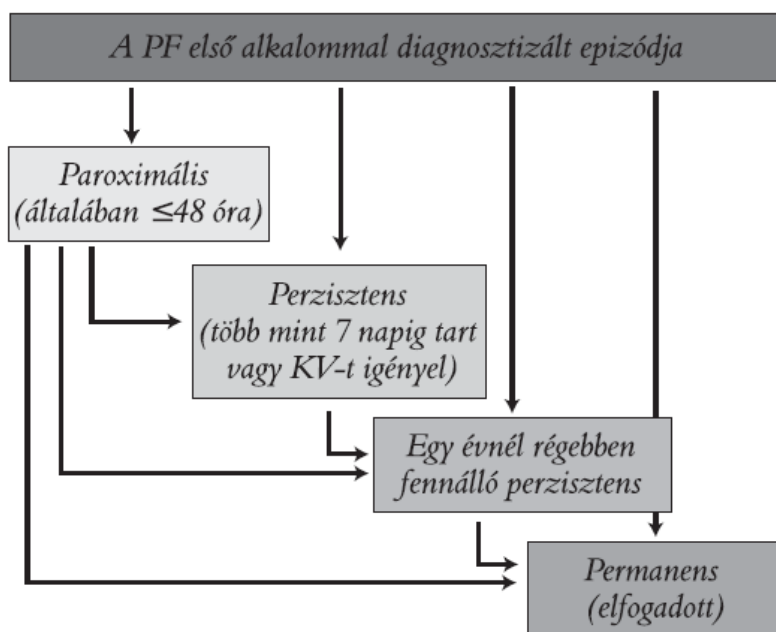 A PF első alkalommal diagnosztizált epizódja
Paroximális
(általában ≤48 óra)
Perzisztens
(több mint 7 napig tart
vagy KV-t igényel)
Egy évnél régebben
fennálló perzisztens
Permanens
(elfogadott)